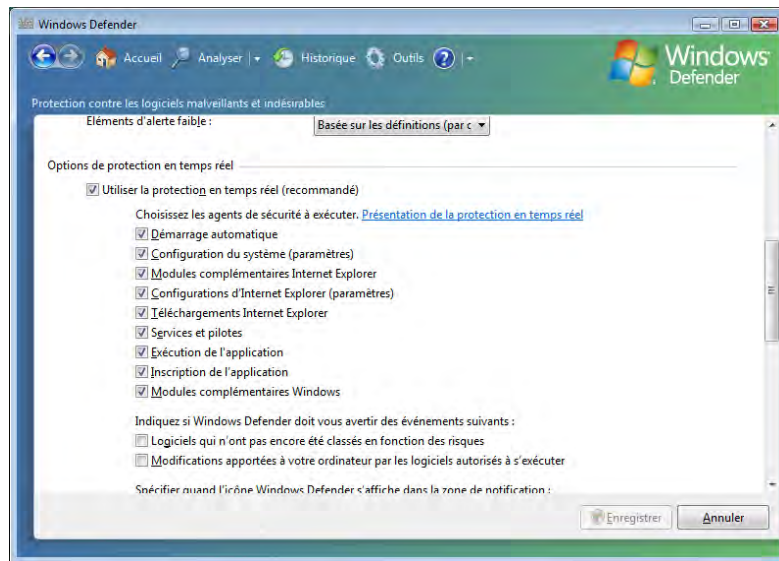 Windows Defender
Accueil Analyser Historique Outils
Windows Defender
Protection contre les logiciels malveillants et indésirables
Eléments d'alerte faible : Basée sur les définitions (par c
Options de protection en temps réel
Utiliser la protection en temps réel (recommandé)
Choisissez les agents de sécurité à exécuter. Présentation de la protection en temps réel
Démarrage automatique
Configuration du système (paramètres)
Modules complémentaires Internet Explorer
Configurations d'Internet Explorer (paramètres)
Téléchargements Internet Explorer
Services et pilotes
Exécution de l'application
Inscription de l'application
Modules complémentaires Windows
Indiquez si Windows Defender doit vous avertir des événements suivants :
Logiciels qui n'ont pas encore été classés en fonction des risques
Modifications apportées à votre ordinateur par les logiciels autorisés à s'exécuter
Spécifier quand l'icône Windows Defender s'affiche dans la zone de notification :
Enregistrer Annuler